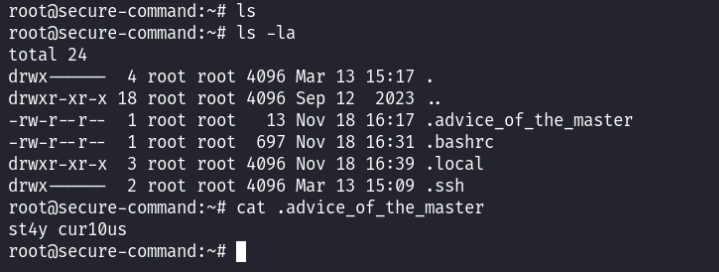 root@secure-command:~# ls
root@secure-command:~# ls -la
total 24
drwx------  4 root root 4096 Mar 13 15:17 .
drwxr-xr-x 18 root root 4096 Sep 12  2023 ..
-rw-r--r--  1 root root   13 Nov 18 16:17 .advice_of_the_master
-rw-r--r--  1 root root  697 Nov 18 16:31 .bashrc
drwxr-xr-x  3 root root 4096 Nov 18 16:39 .local
drwx------  2 root root 4096 Mar 13 15:09 .ssh
root@secure-command:~# cat .advice_of_the_master
st4y cur10us
root@secure-command:~#